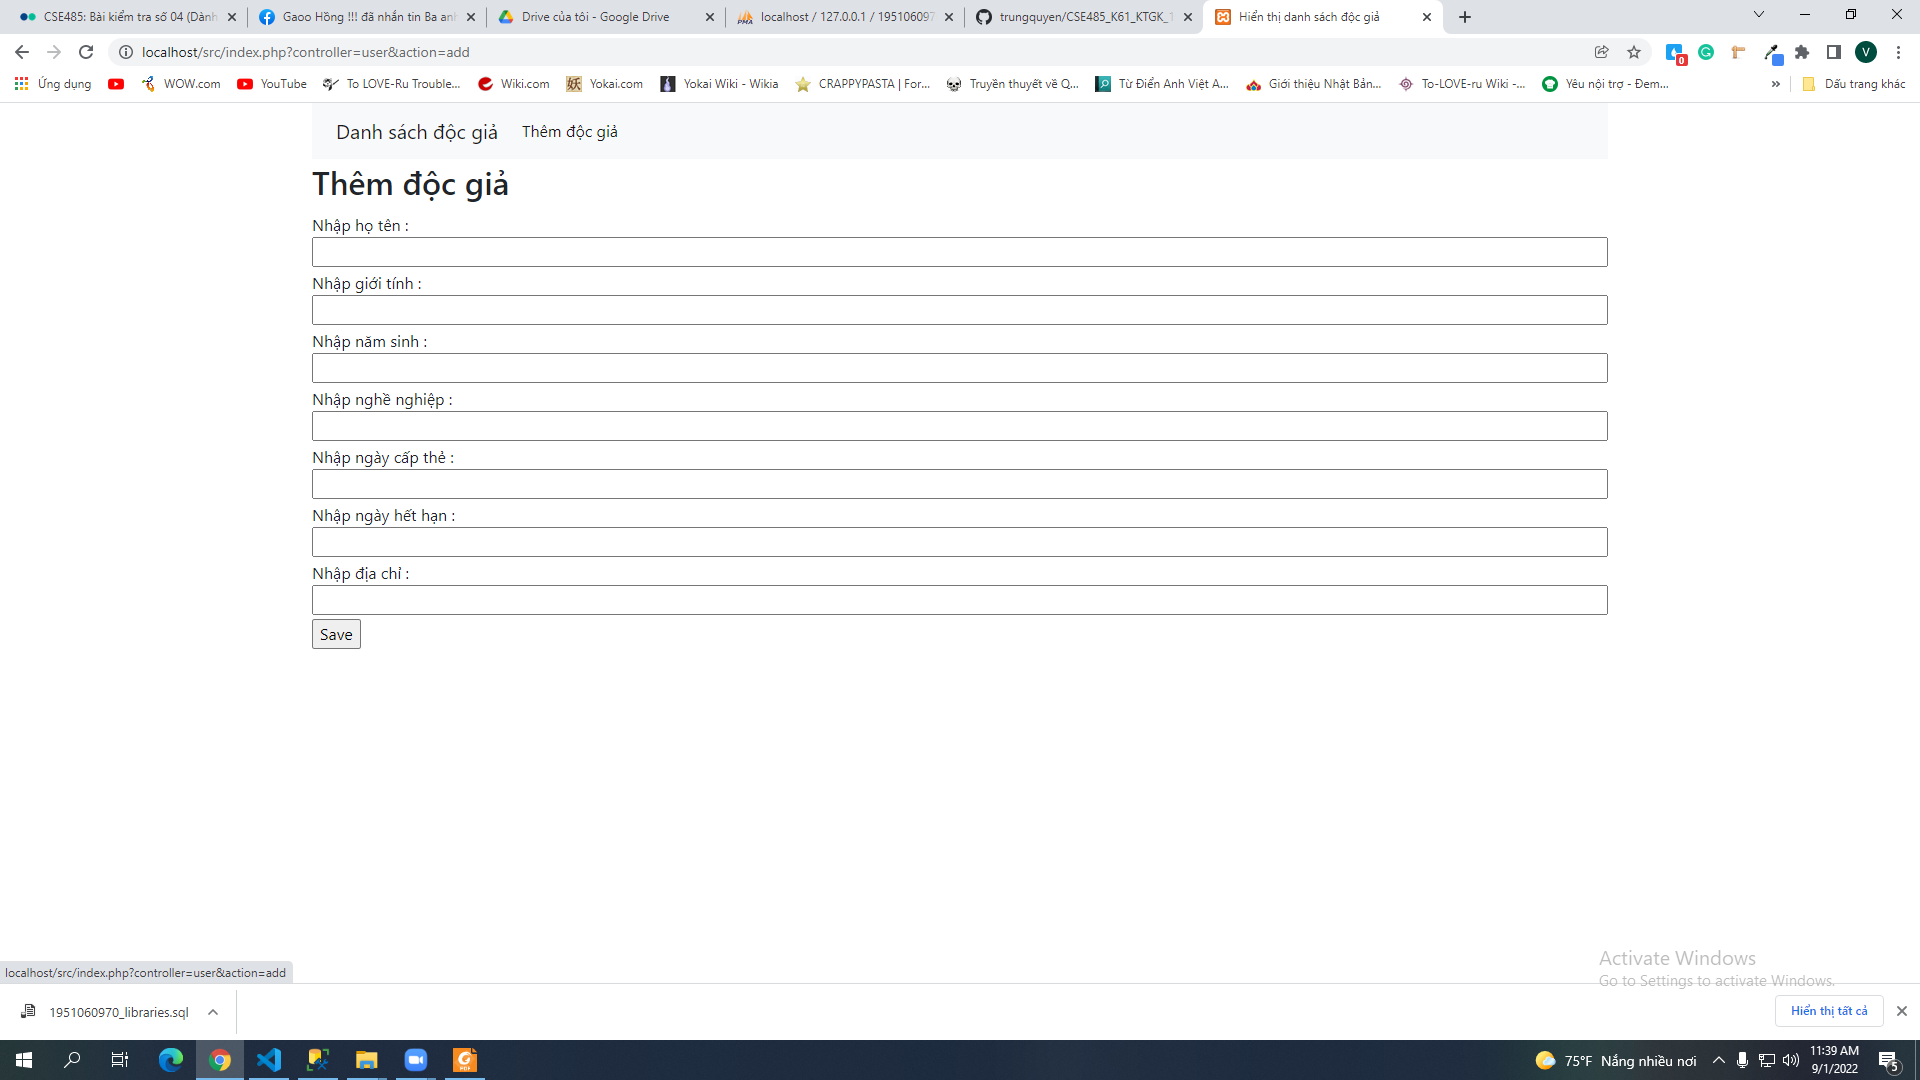 CSE485: Bài kiểm tra số 04 (Dành
Gaoo Hồng !!! đã nhắn tin Ba anh
Drive của tôi - Google Drive
localhost / 127.0.0.1 / 195106097
trungquyen/CSE485_K61_KTGK_1
Hiển thị danh sách độc giả
localhost/src/index.php?controller=user&action=add
0
V
Ứng dụng
WOW.com
YouTube
To LOVE-Ru Trouble...
Wiki.com
妖
Yokai.com
Yokai Wiki - Wikia
CRAPPYPASTA | For...
Truyền thuyết về Q...
Từ Điển Anh Việt A...
Giới thiệu Nhật Bản...
To-LOVE-ru Wiki -...
Yêu nội trợ - Đem...
»
Dấu trang khác
Danh sách độc giả
Thêm độc giả
Thêm độc giả
Nhập họ tên :
Nhập giới tính :
Nhập năm sinh :
Nhập nghề nghiệp :
Nhập ngày cấp thẻ :
Nhập ngày hết hạn :
Nhập địa chỉ :
Save
Activate Windows
Go to Settings to activate Windows.
localhost/src/index.php?controller=user&action=add
1951060970_libraries.sql
Hiển thị tất cả
75°F Nắng nhiều nơi
11:39 AM
9/1/2022
5